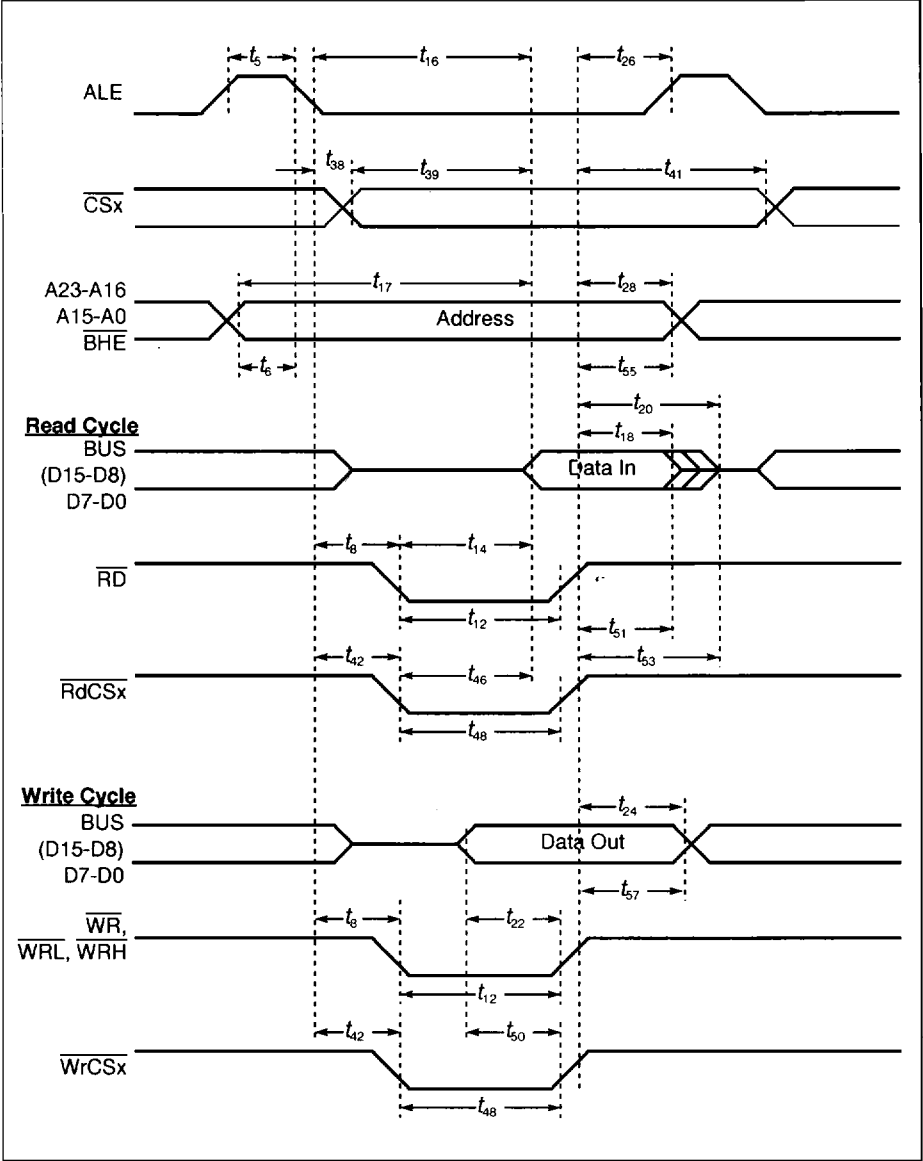 t5 t16 t26
ALE
t38 t39 t41
CSx
t17 t28
A23-A16
A15-A0 Address
BHE
t6 t55
t20
Read Cycle t18
BUS
(D15-D8) Data In
D7-D0
t8 t14
RD
t12 t51
t42 t46 t53
RdCSx
t48
Write Cycle t24
BUS
(D15-D8) Data Out
D7-D0
t57
t8 t22
WR,
WRL, WRH
t12
t42 t50
WrCSx
t48